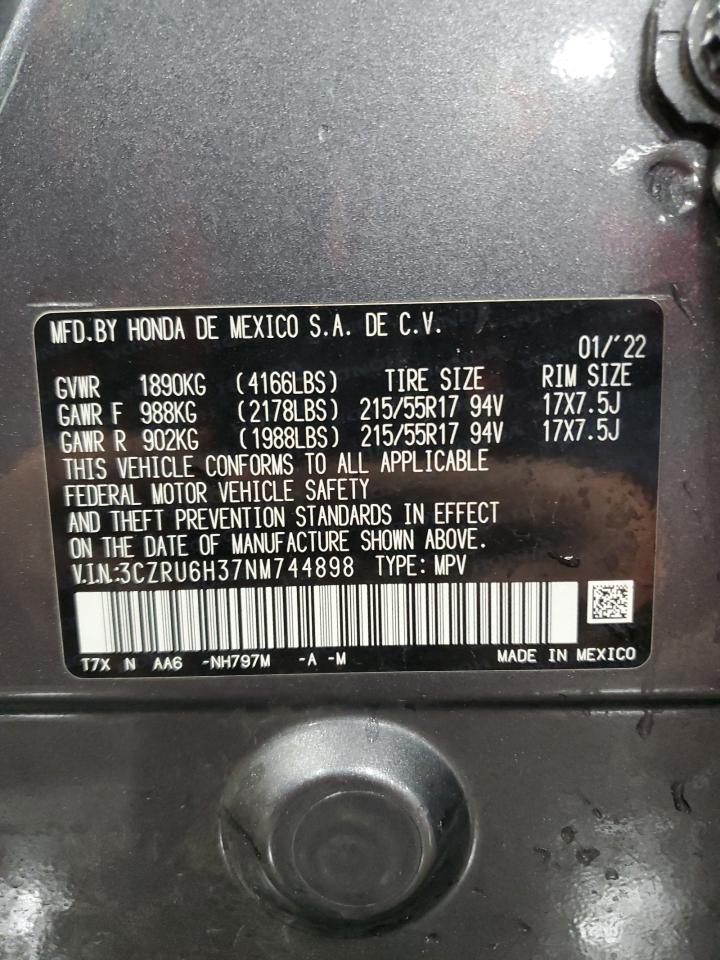 MFD.BY HONDA DE MEXICO S.A. DE C.V.
01/'22
GVWR 1890KG (4166LBS) TIRE SIZE RIM SIZE
GAWR F 988KG (2178LBS) 215/55R17 94V 17X7.5J
GAWR R 902KG (1988LBS) 215/55R17 94V 17X7.5J
THIS VEHICLE CONFORMS TO ALL APPLICABLE
FEDERAL MOTOR VEHICLE SAFETY
AND THEFT PREVENTION STANDARDS IN EFFECT
ON THE DATE OF MANUFACTURE SHOWN ABOVE.
V.I.N.:3CZRU6H37NM744898 TYPE: MPV
T7X N AA6 -NH797M -A -M MADE IN MEXICO